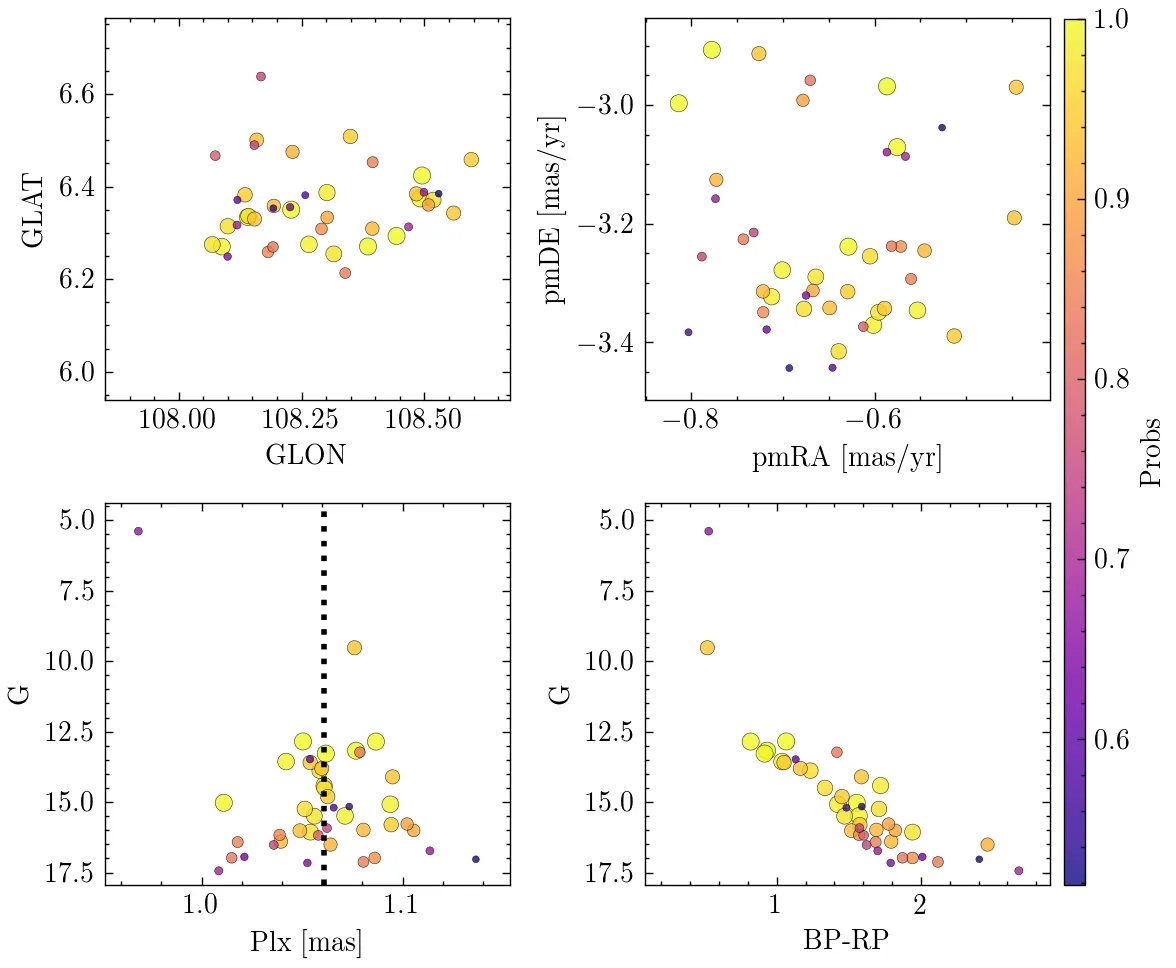 6.6
6.4
6.2
6.0
GLAT
108.00 108.25 108.50
GLON
−3.0
−3.2
−3.4
pmDE [mas/yr]
−0.8 −0.6
pmRA [mas/yr]
5.0
7.5
10.0
12.5
15.0
17.5
G
1.0 1.1
Plx [mas]
5.0
7.5
10.0
12.5
15.0
17.5
G
1 2
BP-RP
1.0
0.9
0.8
0.7
0.6
Probs